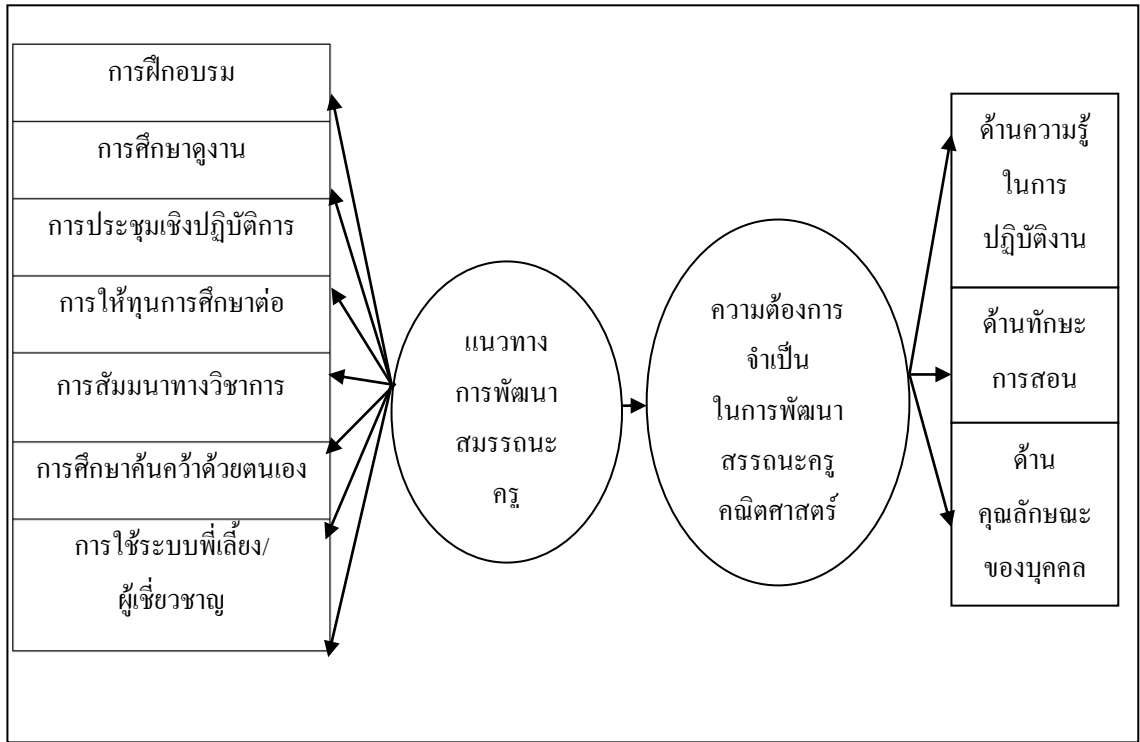 การฝึกอบรม
การศึกษาดูงาน
การประชุมเชิงปฏิบัติการ
การให้ทุนการศึกษาต่อ
การสัมมนาทางวิชาการ
การศึกษาค้นคว้าด้วยตนเอง
การใช้ระบบพี่เลี้ยง/
ผู้เชี่ยวชาญ
แนวทาง
การพัฒนา
สมรรถนะ
ครู
ความต้องการ
จำเป็น
ในการพัฒนา
สรรถนะครู
คณิตศาสตร์
ด้านความรู้
ในการ
ปฏิบัติงาน
ด้านทักษะ
การสอน
ด้าน
คุณลักษณะ
ของบุคคล